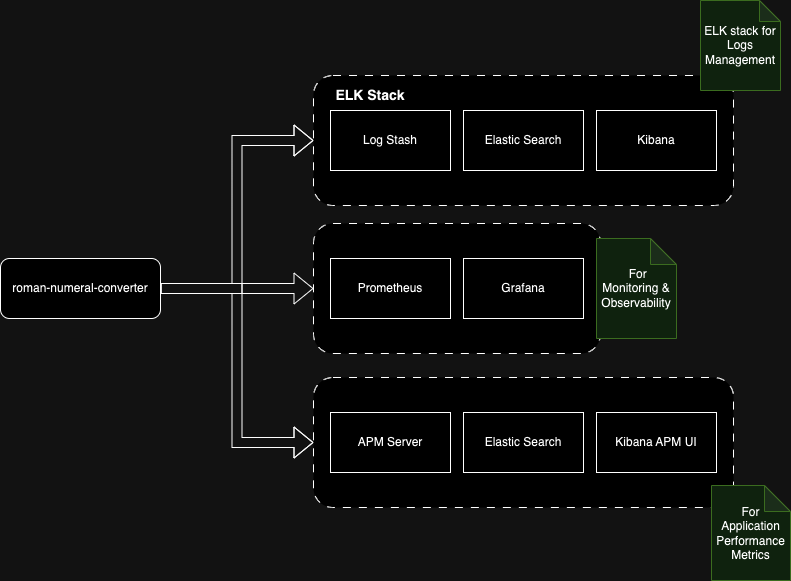 ELK stack for
Logs
Management
ELK Stack
Log Stash
Elastic Search
Kibana
roman-numeral-converter
Prometheus
Grafana
For
Monitoring &
Observability
APM Server
Elastic Search
Kibana APM UI
For
Application
Performance
Metrics